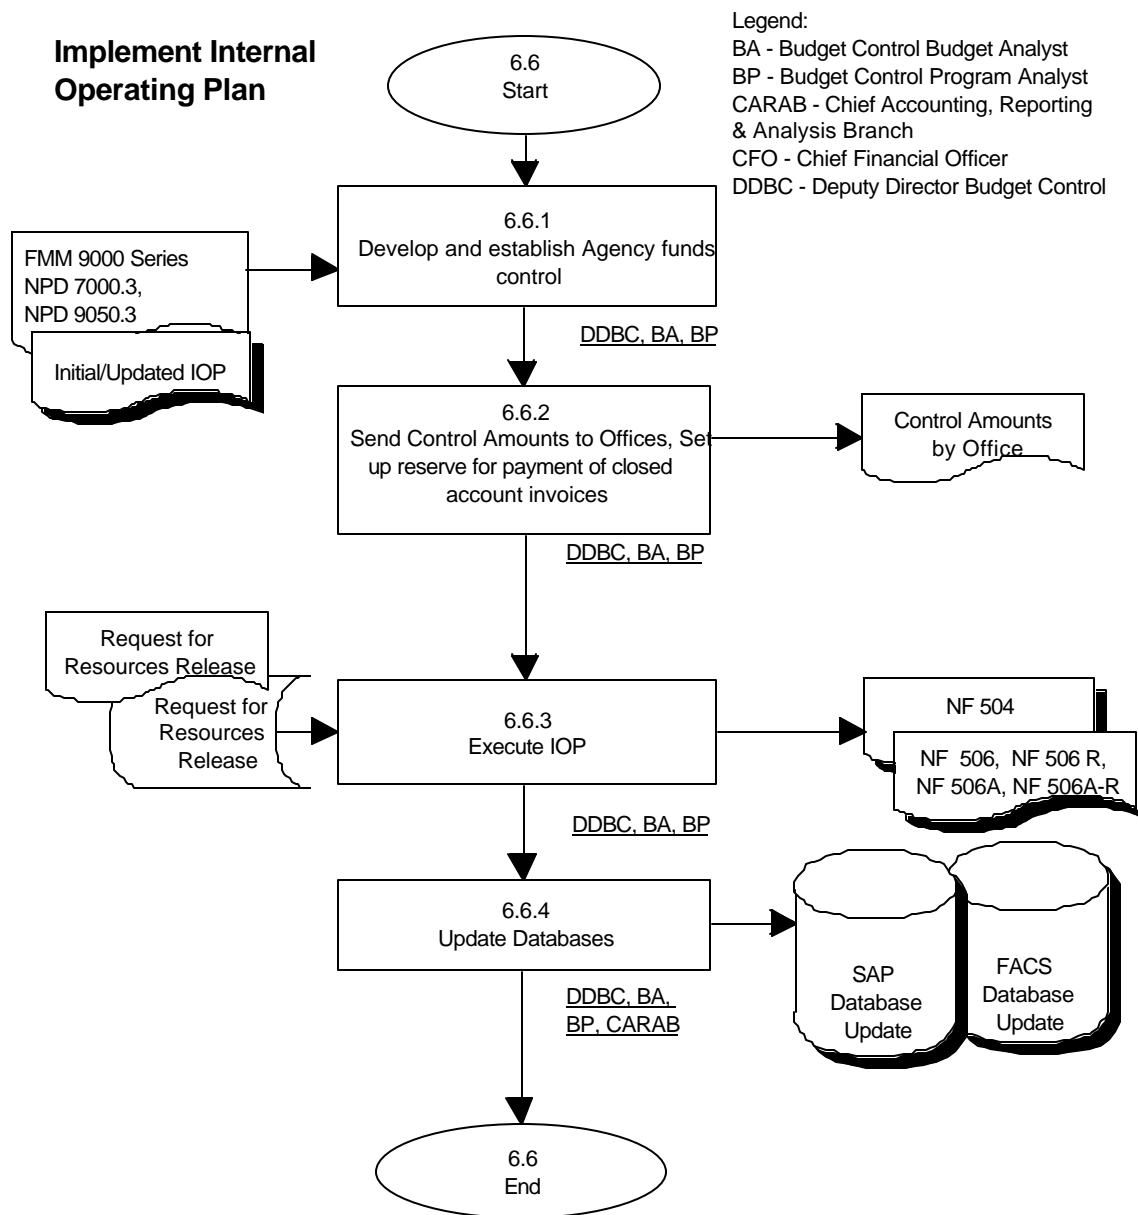 Implement Internal
Operating Plan
6.6
Start
Legend:
BA - Budget Control Budget Analyst
BP - Budget Control Program Analyst
CARAB - Chief Accounting, Reporting
& Analysis Branch
CFO - Chief Financial Officer
DDBC - Deputy Director Budget Control
6.6.1
Develop and establish Agency funds
control
FMM 9000 Series
NPD 7000.3,
NPD 9050.3
Initial/Updated IOP
DDBC, BA, BP
6.6.2
Send Control Amounts to Offices, Set
up reserve for payment of closed
account invoices
Control Amounts
by Office
DDBC, BA, BP
Request for
Resources Release
Request for
Resources
Release
6.6.3
Execute IOP
NF 504
NF 506, NF 506 R,
NF 506A, NF 506A-R
DDBC, BA, BP
6.6.4
Update Databases
SAP
Database
Update
FACS
Database
Update
DDBC, BA,
BP, CARAB
6.6
End